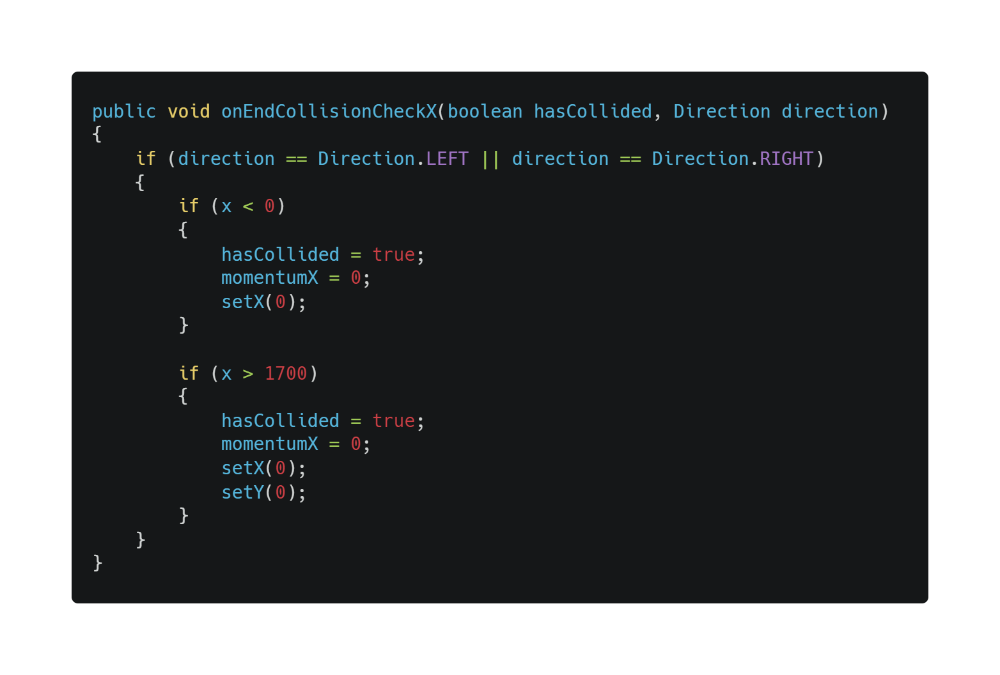 public void onEndCollisionCheckX(boolean hasCollided, Direction direction)
{
    if (direction == Direction.LEFT || direction == Direction.RIGHT)
    {
        if (x < 0)
        {
            hasCollided = true;
            momentumX = 0;
            setX(0);
        }

        if (x > 1700)
        {
            hasCollided = true;
            momentumX = 0;
            setX(0);
            setY(0);
        }
    }
}